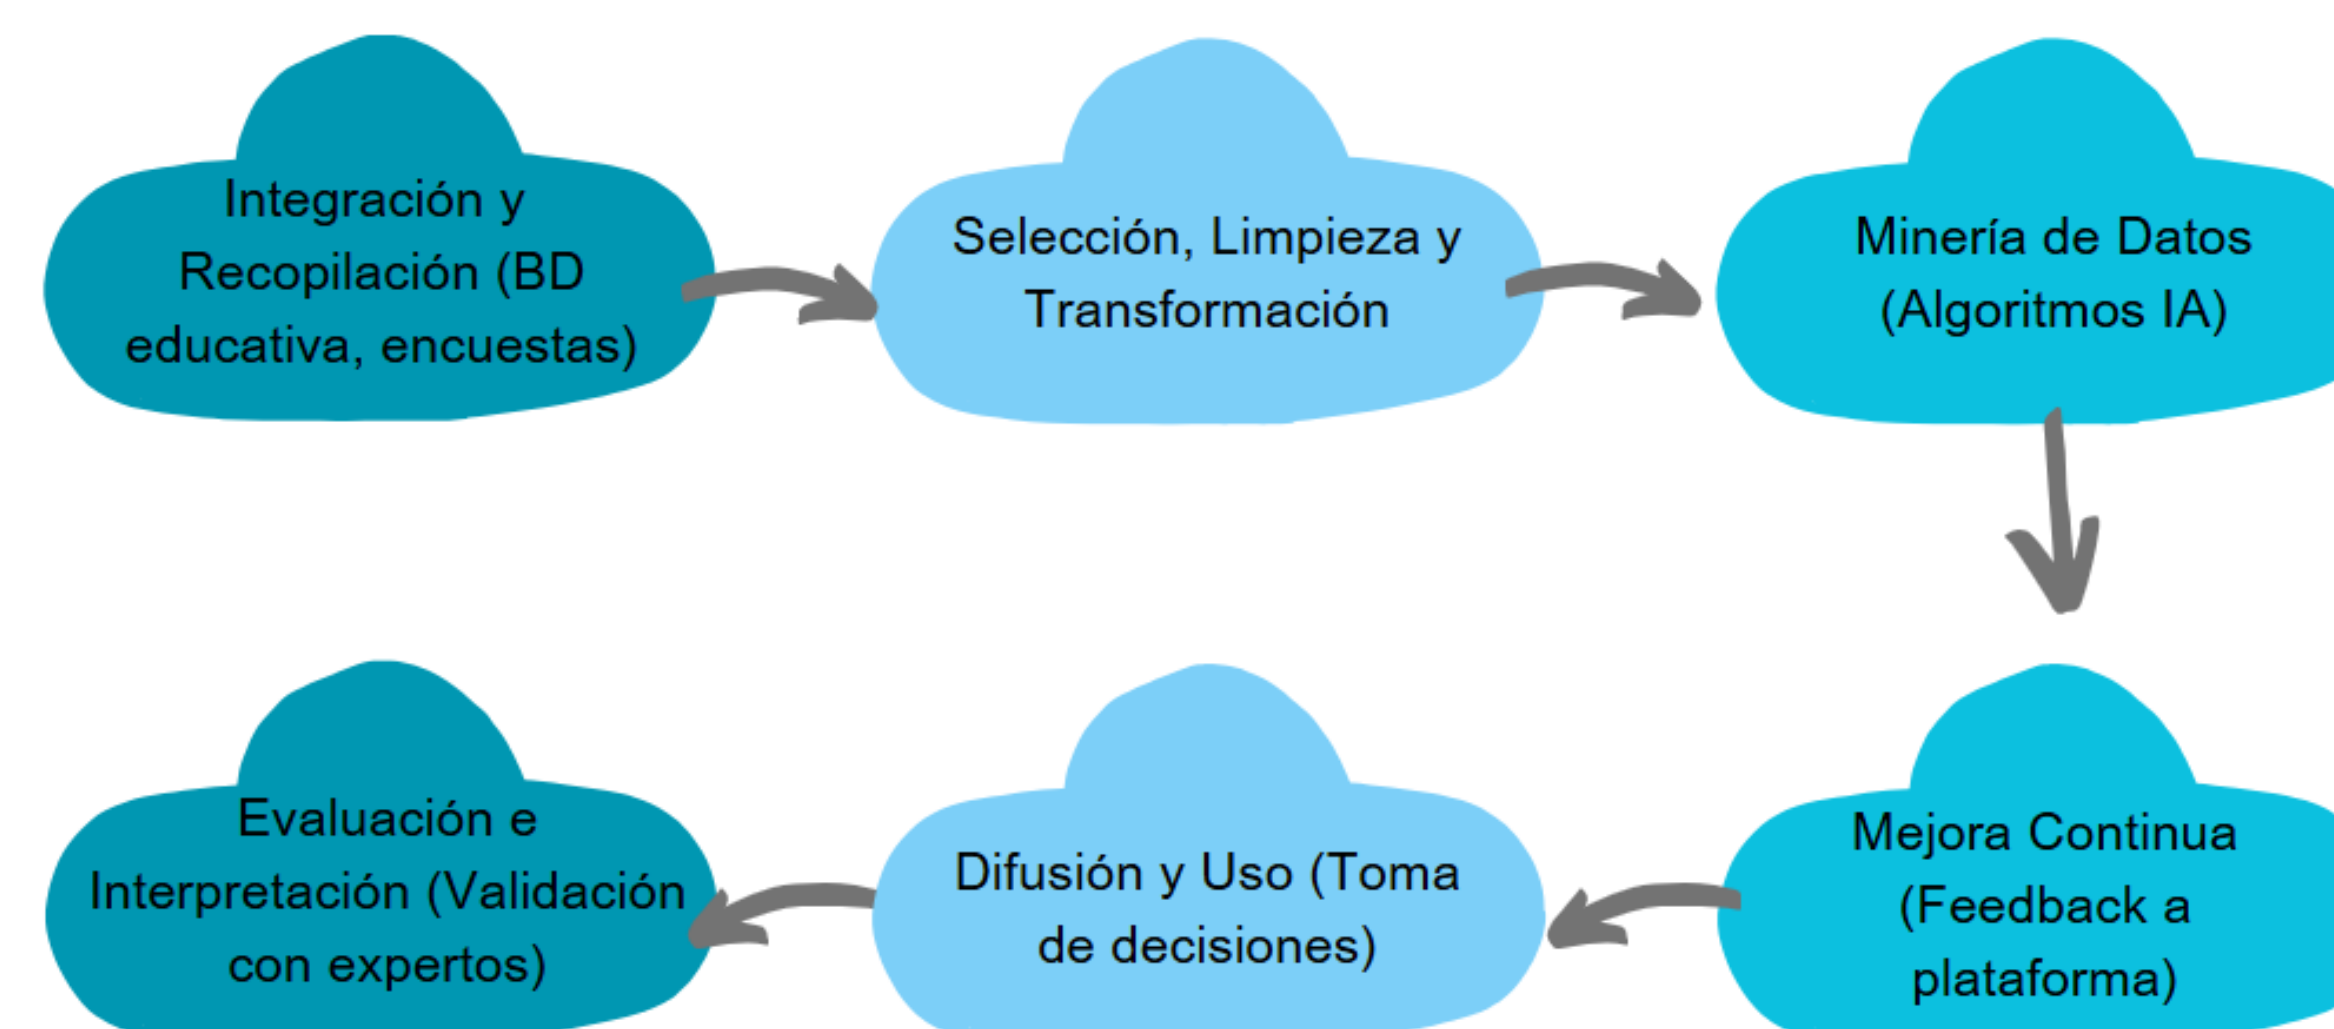 Integración y
Recopilación (BD
educativa, encuestas)
Selección, Limpieza y
Transformación
Minería de Datos
(Algoritmos IA)
Evaluación e
Interpretación (Validación
con expertos)
Difusión y Uso (Toma
de decisiones)
Mejora Continua
(Feedback a
plataforma)